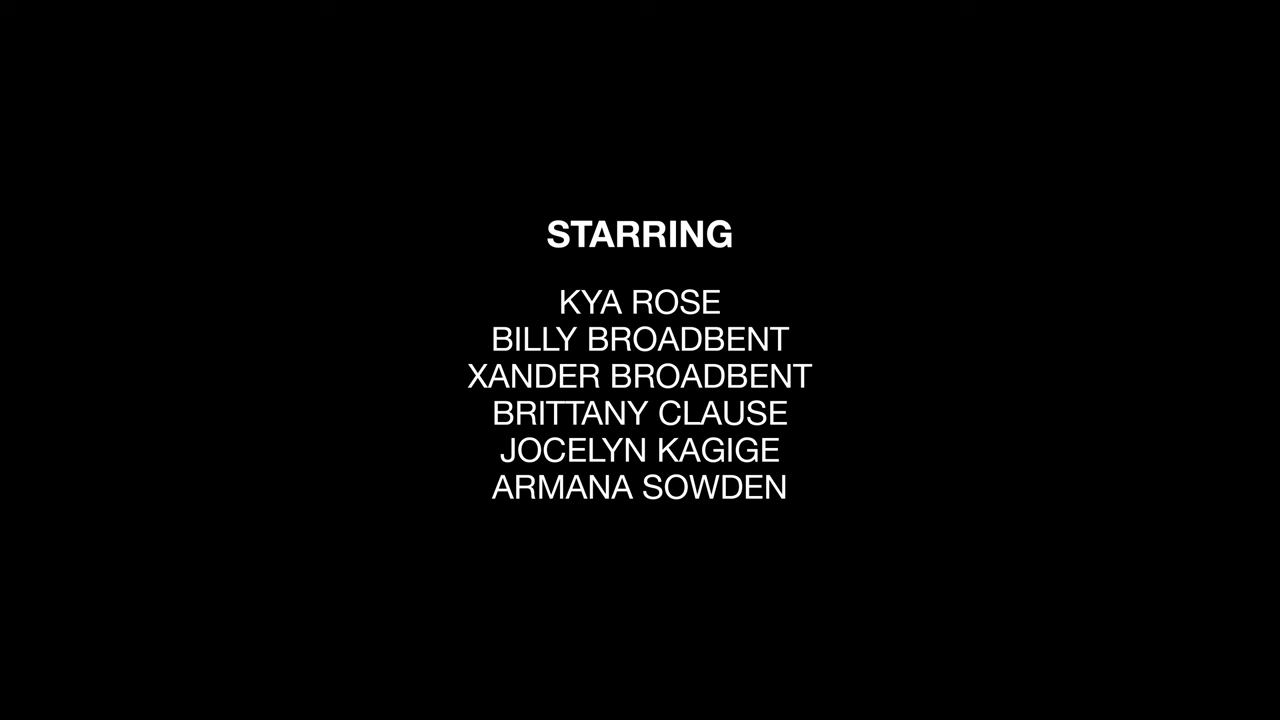 STARRING
KYA ROSE
BILLY BROADBENT
XANDER BROADBENT
BRITTANY CLAUSE
JOCELYN KAGIGE
ARMANA SOWDEN